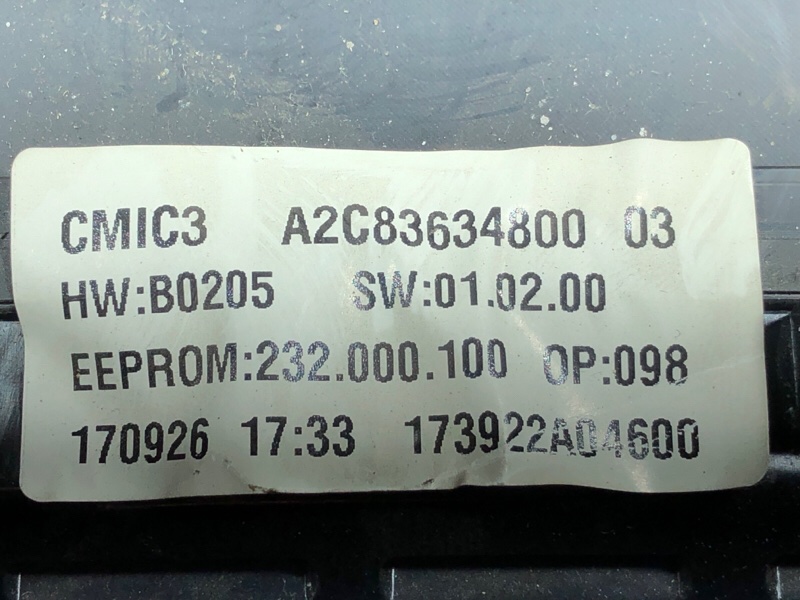 CMIC3 A2C83634800 03
HW:B0205 SW:01.02.00
EEPROM:232.000.100 OP:098
170926 17:33 173922A04600